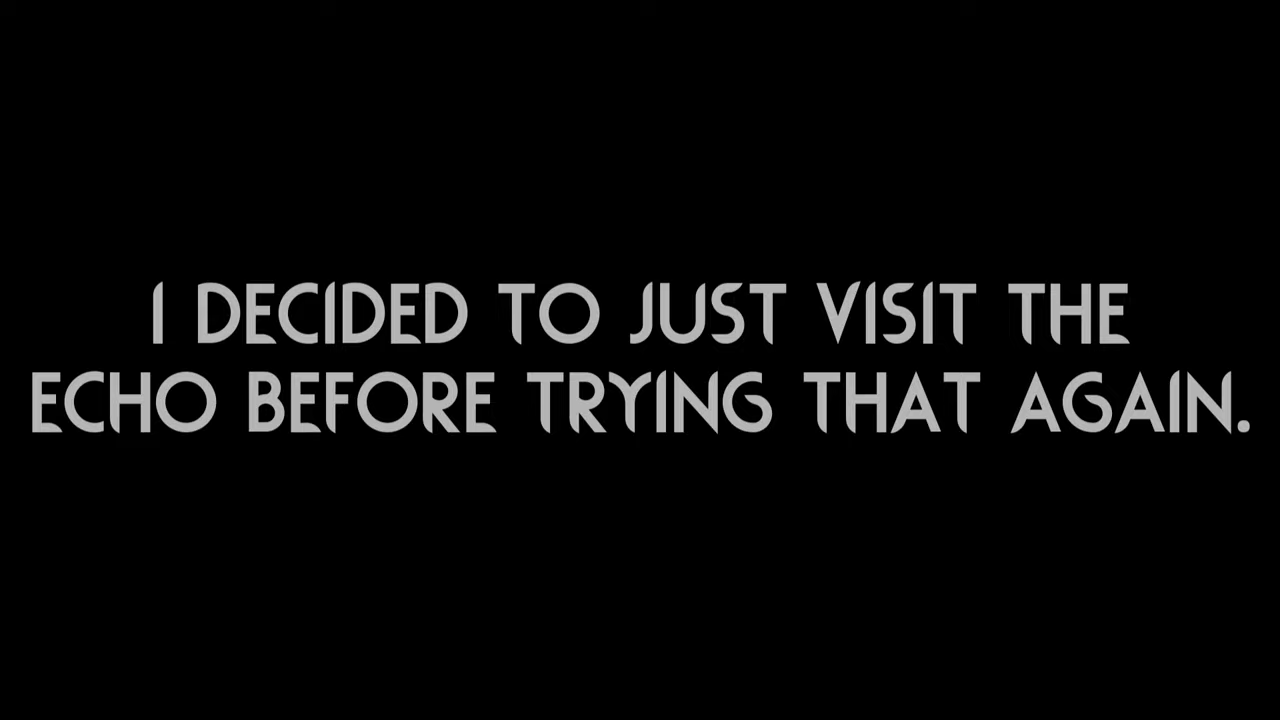 I DECIDED TO JUST VISIT THE
ECHO BEFORE TRYING THAT AGAIN.